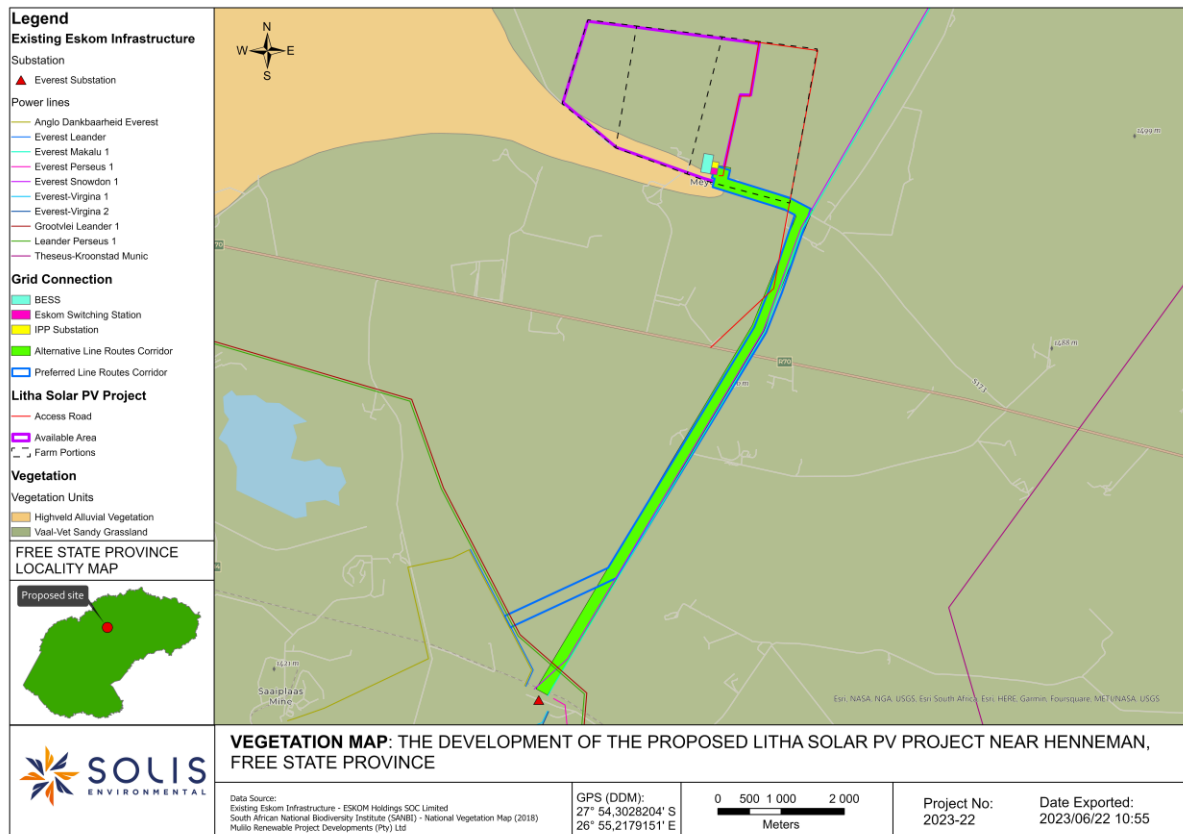 Legend
Existing Eskom Infrastructure
Substation
Everest Substation
Power lines
Anglo Dankbaarheid Everest
Everest Leander
Everest Makalu 1
Everest Perseus 1
Everest Snowdon 1
Everest-Virgina 1
Everest-Virgina 2
Grootvlei Leander 1
Leander Perseus 1
Theseus-Kroonstad Munic
Grid Connection
BESS
Eskom Switching Station
IPP Substation
Alternative Line Routes Corridor
Preferred Line Routes Corridor
Litha Solar PV Project
Access Road
Available Area
Farm Portions
Vegetation
Vegetation Units
Highveld Alluvial Vegetation
Vaal-Vet Sandy Grassland
FREE STATE PROVINCE
LOCALITY MAP
Proposed site
N
W E
S
1499 m
Mey
R70
1488 m
R70
S173
1421 m
Saaiplaas
Mine
Esri, NASA, NGA, USGS, Esri South Africa, Esri, HERE, Garmin, Foursquare, METI/NASA, USGS
SOLIS
ENVIRONMENTAL
VEGETATION MAP: THE DEVELOPMENT OF THE PROPOSED LITHA SOLAR PV PROJECT NEAR HENNEMAN,
FREE STATE PROVINCE
Data Source:
Existing Eskom Infrastructure - ESKOM Holdings SOC Limited
South African National Biodiversity Institute (SANBI) - National Vegetation Map (2018)
Mulilo Renewable Project Developments (Pty) Ltd
GPS (DDM):
27° 54,3028204' S
26° 55,2179151' E
0 500 1 000 2 000
Meters
Project No:
2023-22
Date Exported:
2023/06/22 10:55